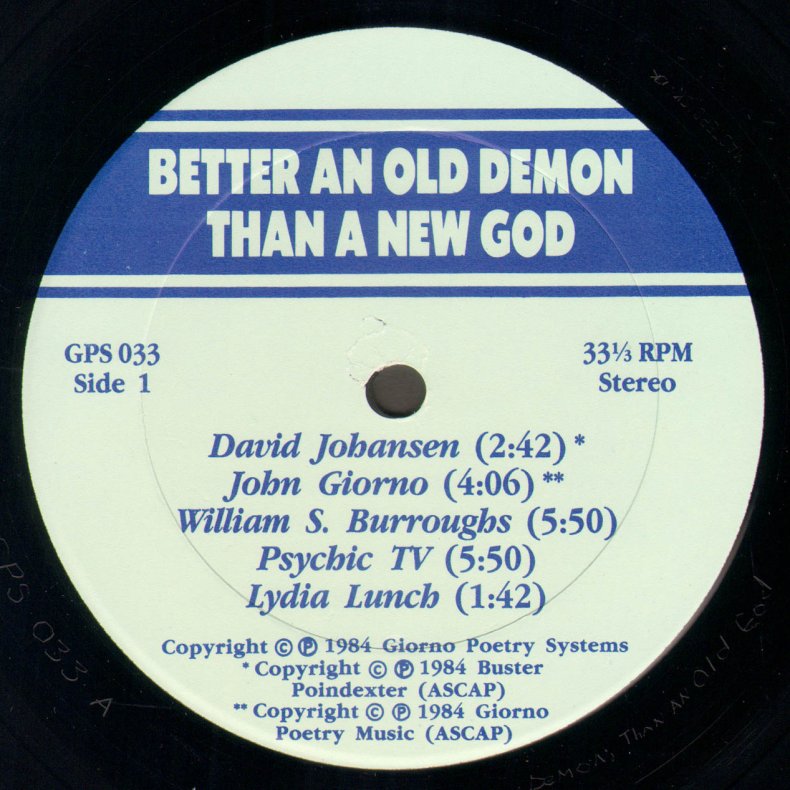 BETTER AN OLD DEMON
THAN A NEW GOD
GPS 033
Side 1
33⅓ RPM
Stereo
David Johansen (2:42)*
John Giorno (4:06)**
William S. Burroughs (5:50)
Psychic TV (5:50)
Lydia Lunch (1:42)
Copyright © ℗ 1984 Giorno Poetry Systems
* Copyright © ℗ 1984 Buster
Poindexter (ASCAP)
** Copyright © ℗ 1984 Giorno
Poetry Music (ASCAP)
GPS 033 A
Demons Than An Old God